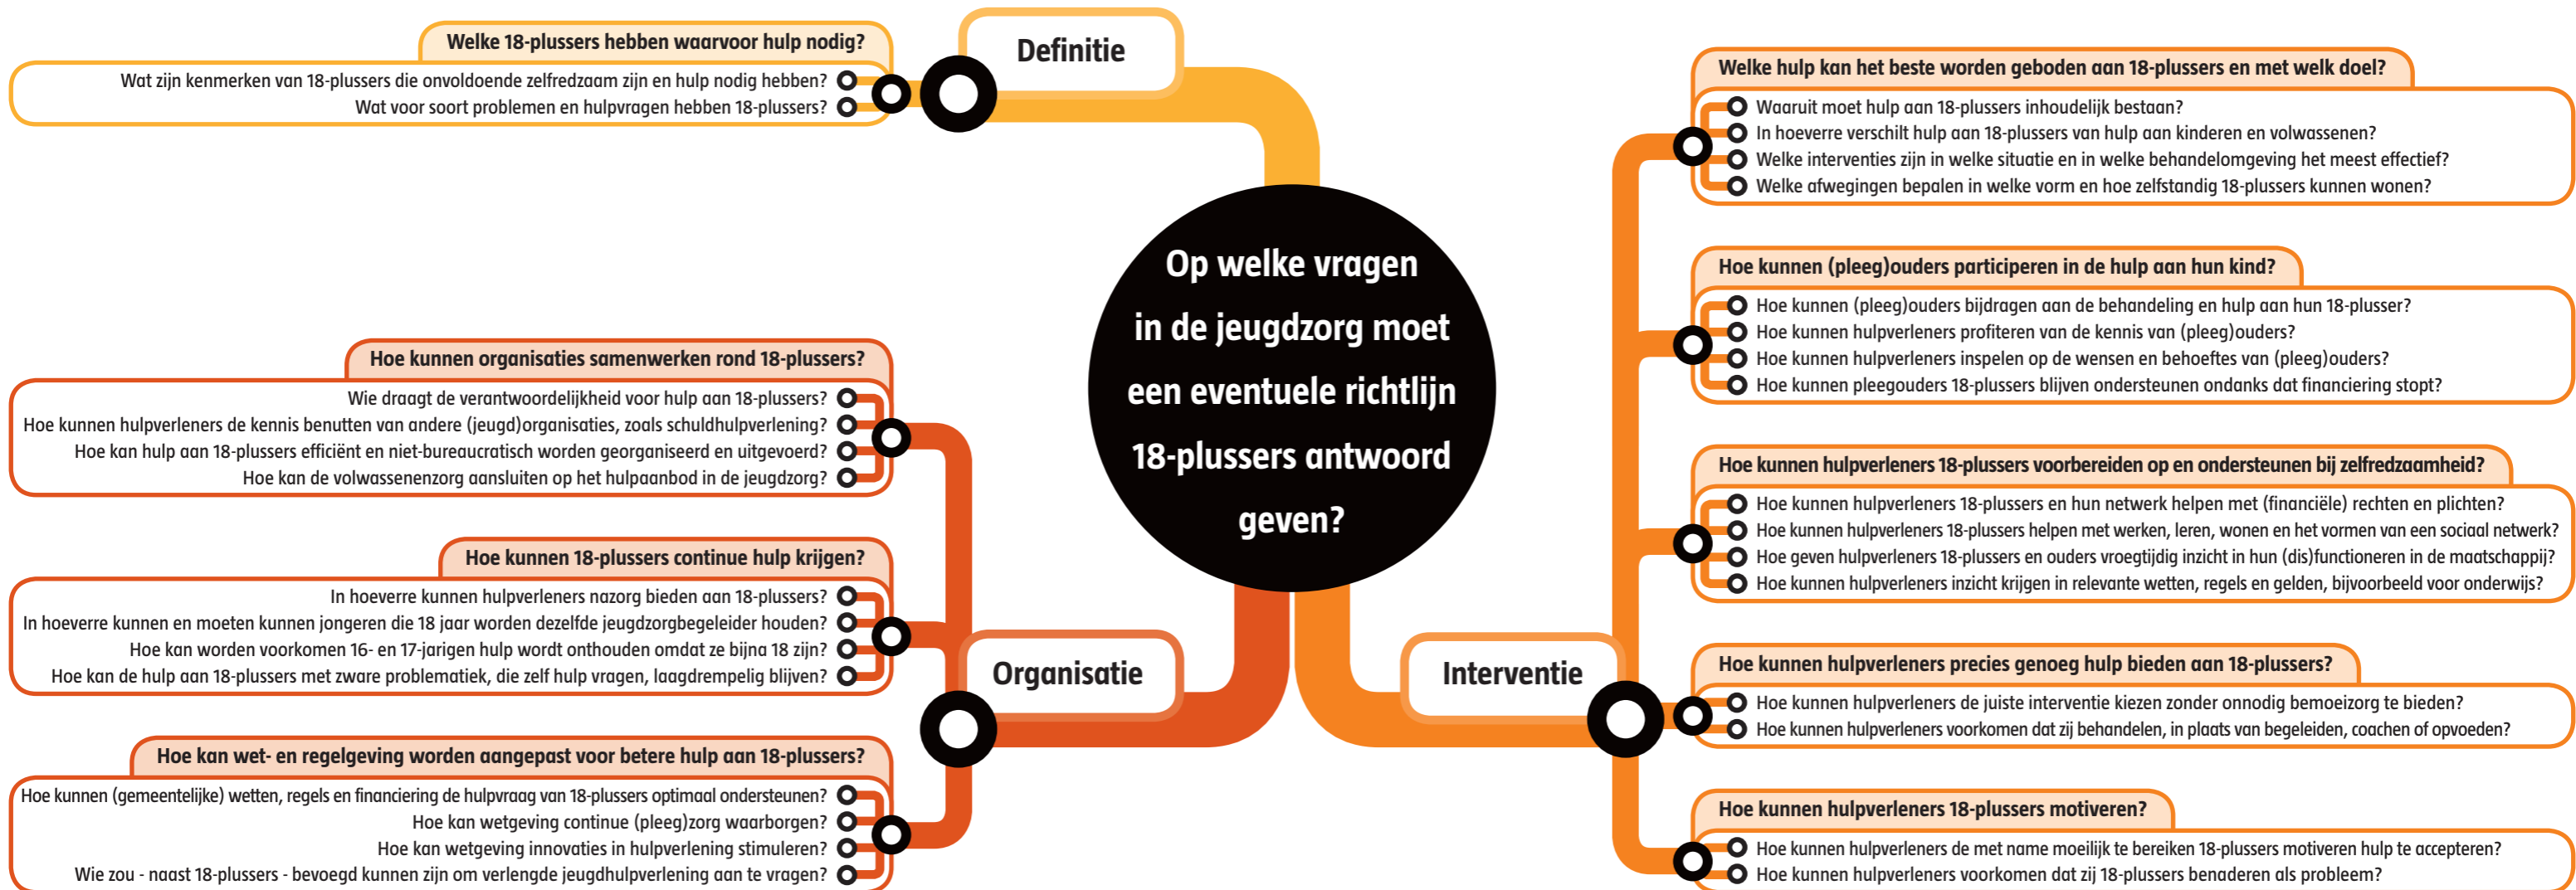 Op welke vragen
in de jeugdzorg moet
een eventuele richtlijn
18-plussers antwoord
geven?
Definitie
Welke 18-plussers hebben waarvoor hulp nodig?
Wat zijn kenmerken van 18-plussers die onvoldoende zelfredzaam zijn en hulp nodig hebben?
Wat voor soort problemen en hulpvragen hebben 18-plussers?
Organisatie
Hoe kunnen organisaties samenwerken rond 18-plussers?
Wie draagt de verantwoordelijkheid voor hulp aan 18-plussers?
Hoe kunnen hulpverleners de kennis benutten van andere (jeugd)organisaties, zoals schuldhulpverlening?
Hoe kan hulp aan 18-plussers efficiënt en niet-bureaucratisch worden georganiseerd en uitgevoerd?
Hoe kan de volwassenenzorg aansluiten op het hulpaanbod in de jeugdzorg?
Hoe kunnen 18-plussers continue hulp krijgen?
In hoeverre kunnen hulpverleners nazorg bieden aan 18-plussers?
In hoeverre kunnen en moeten kunnen jongeren die 18 jaar worden dezelfde jeugdzorgbegeleider houden?
Hoe kan worden voorkomen 16- en 17-jarigen hulp wordt onthouden omdat ze bijna 18 zijn?
Hoe kan de hulp aan 18-plussers met zware problematiek, die zelf hulp vragen, laagdrempelig blijven?
Hoe kan wet- en regelgeving worden aangepast voor betere hulp aan 18-plussers?
Hoe kunnen (gemeentelijke) wetten, regels en financiering de hulpvraag van 18-plussers optimaal ondersteunen?
Hoe kan wetgeving continue (pleeg)zorg waarborgen?
Hoe kan wetgeving innovaties in hulpverlening stimuleren?
Wie zou - naast 18-plussers - bevoegd kunnen zijn om verlengde jeugdhulpverlening aan te vragen?
Interventie
Welke hulp kan het beste worden geboden aan 18-plussers en met welk doel?
Waaruit moet hulp aan 18-plussers inhoudelijk bestaan?
In hoeverre verschilt hulp aan 18-plussers van hulp aan kinderen en volwassenen?
Welke interventies zijn in welke situatie en in welke behandelomgeving het meest effectief?
Welke afwegingen bepalen in welke vorm en hoe zelfstandig 18-plussers kunnen wonen?
Hoe kunnen (pleeg)ouders participeren in de hulp aan hun kind?
Hoe kunnen (pleeg)ouders bijdragen aan de behandeling en hulp aan hun 18-plusser?
Hoe kunnen hulpverleners profiteren van de kennis van (pleeg)ouders?
Hoe kunnen hulpverleners inspelen op de wensen en behoeftes van (pleeg)ouders?
Hoe kunnen pleegouders 18-plussers blijven ondersteunen ondanks dat financiering stopt?
Hoe kunnen hulpverleners 18-plussers voorbereiden op en ondersteunen bij zelfredzaamheid?
Hoe kunnen hulpverleners 18-plussers en hun netwerk helpen met (financiële) rechten en plichten?
Hoe kunnen hulpverleners 18-plussers helpen met werken, leren, wonen en het vormen van een sociaal netwerk?
Hoe geven hulpverleners 18-plussers en ouders vroegtijdig inzicht in hun (dis)functioneren in de maatschappij?
Hoe kunnen hulpverleners inzicht krijgen in relevante wetten, regels en gelden, bijvoorbeeld voor onderwijs?
Hoe kunnen hulpverleners precies genoeg hulp bieden aan 18-plussers?
Hoe kunnen hulpverleners de juiste interventie kiezen zonder onnodig bemoeizorg te bieden?
Hoe kunnen hulpverleners voorkomen dat zij behandelen, in plaats van begeleiden, coachen of opvoeden?
Hoe kunnen hulpverleners 18-plussers motiveren?
Hoe kunnen hulpverleners de met name moeilijk te bereiken 18-plussers motiveren hulp te accepteren?
Hoe kunnen hulpverleners voorkomen dat zij 18-plussers benaderen als probleem?